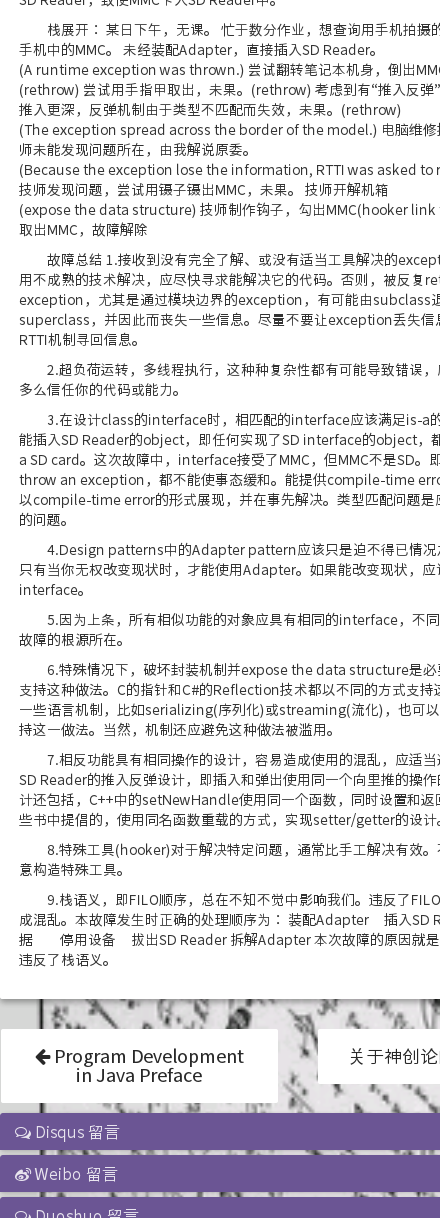 SD Reader，致使MMC卡入SD Reader中。
栈展开： 某日下午，无课。 忙于数分作业，想查询用手机拍摄的
手机中的MMC。 未经装配Adapter，直接插入SD Reader。
(A runtime exception was thrown.) 尝试翻转笔记本机身，倒出MMC
(rethrow) 尝试用手指甲取出，未果。(rethrow) 考虑到有“推入反弹”
推入更深，反弹机制由于类型不匹配而失效，未果。(rethrow)
(The exception spread across the border of the model.) 电脑维修
师未能发现问题所在，由我解说原委。
(Because the exception lose the information, RTTI was asked to
技师发现问题，尝试用镊子镊出MMC，未果。 技师开解机箱
(expose the data structure) 技师制作钩子，勾出MMC(hooker link
取出MMC，故障解除
故障总结 1.接收到没有完全了解、或没有适当工具解决的except
用不成熟的技术解决，应尽快寻求能解决它的代码。否则，被反复ret
exception，尤其是通过模块边界的exception，有可能由subclass退
superclass，并因此而丧失一些信息。尽量不要让exception丢失信息
RTTI机制寻回信息。
2.超负荷运转，多线程执行，这种种复杂性都有可能导致错误，
多么信任你的代码或能力。
3.在设计class的interface时，相匹配的interface应该满足is-a的
能插入SD Reader的object，即任何实现了SD interface的object，都
a SD card。这次故障中，interface接受了MMC，但MMC不是SD。即
throw an exception，都不能使事态缓和。能提供compile-time erro
以compile-time error的形式展现，并在事先解决。类型匹配问题是应
的问题。
4.Design patterns中的Adapter pattern应该只是迫不得已情况
只有当你无权改变现状时，才能使用Adapter。如果能改变现状，应该
interface。
5.因为上条，所有相似功能的对象应具有相同的interface，不同
故障的根源所在。
6.特殊情况下，破坏封装机制并expose the data structure是必
支持这种做法。C的指针和C#的Reflection技术都以不同的方式支持这
一些语言机制，比如serializing(序列化)或streaming(流化)，也可以
持这一做法。当然，机制还应避免这种做法被滥用。
7.相反功能具有相同操作的设计，容易造成使用的混乱，应适当
SD Reader的推入反弹设计，即插入和弹出使用同一个向里推的操作的
计还包括，C++中的setNewHandle使用同一个函数，同时设置和返
些书中提倡的，使用同名函数重载的方式，实现setter/getter的设计。
8.特殊工具(hooker)对于解决特定问题，通常比手工解决有效。不
意构造特殊工具。
9.栈语义，即FILO顺序，总在不知不觉中影响我们。违反了FILO
成混乱。本故障发生时正确的处理顺序为： 装配Adapter 插入SD R
据 停用设备 拔出SD Reader 拆解Adapter 本次故障的原因就是
违反了栈语义。
Program Development
in Java Preface
关于神创论
Disqus 留言
Weibo 留言
Duoshuo 留言